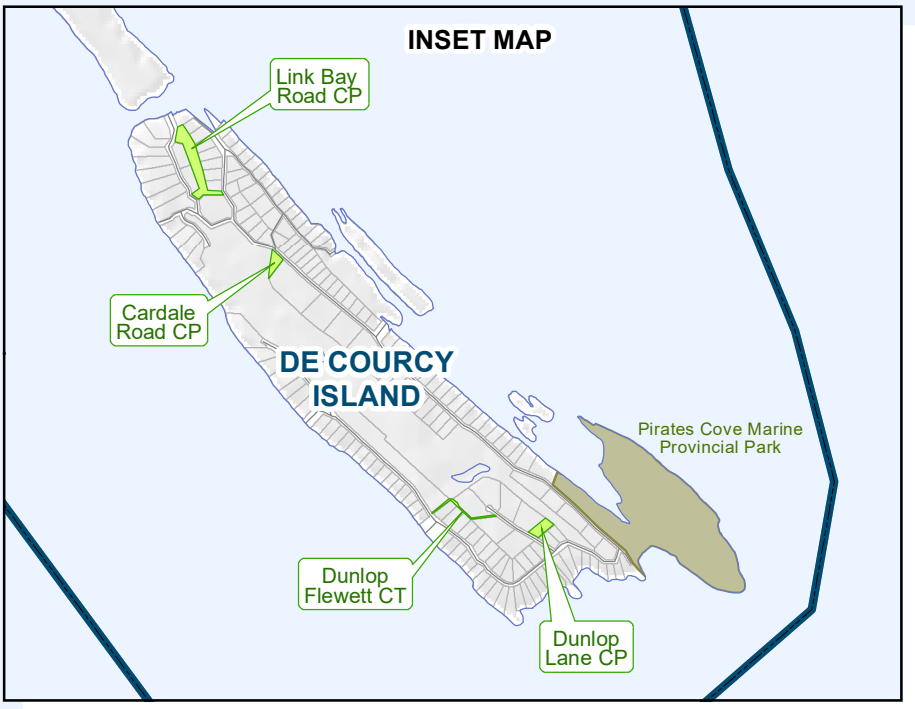 INSET MAP
Link Bay
Road CP
Cardale
Road CP
DE COURCY
ISLAND
Pirates Cove Marine
Provincial Park
Dunlop
Flewett CT
Dunlop
Lane CP